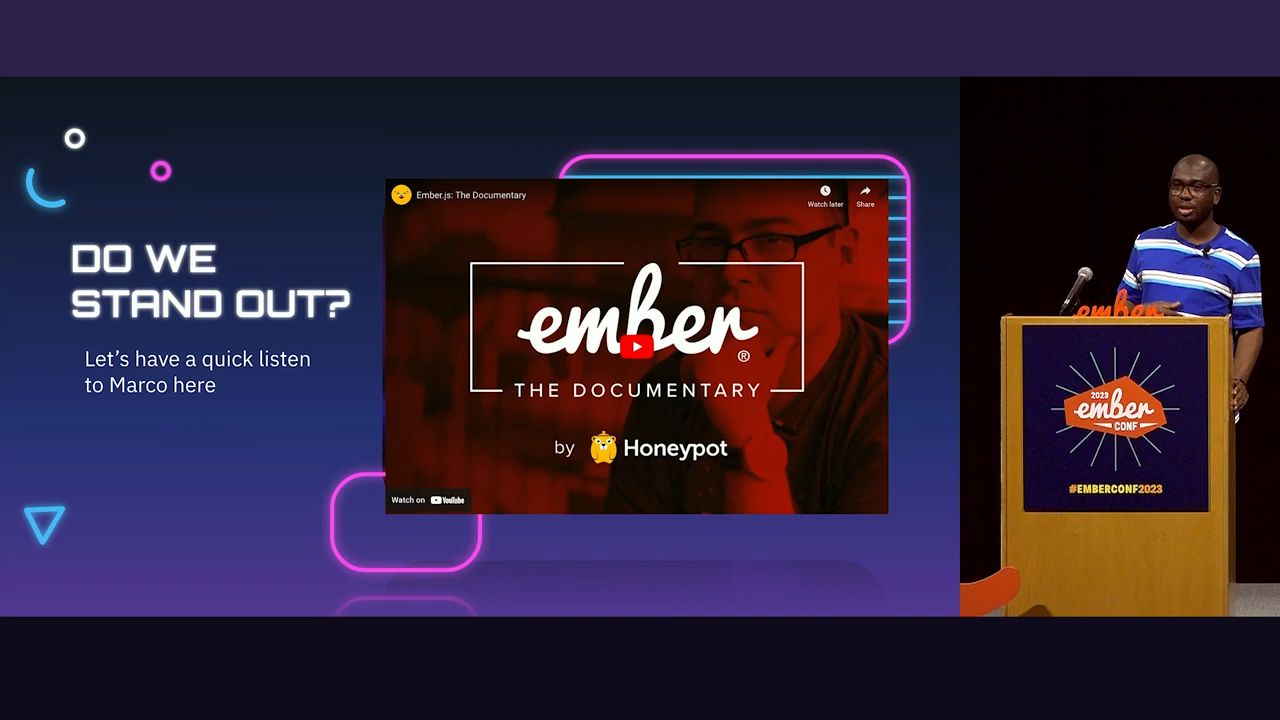 DO WE
STAND OUT?
Let's have a quick listen
to Marco here
Ember.js: The Documentary
Watch later
Share
ember®
THE DOCUMENTARY
by Honeypot
Watch on YouTube
ember
2023
ember
CONF
#EMBERCONF2023